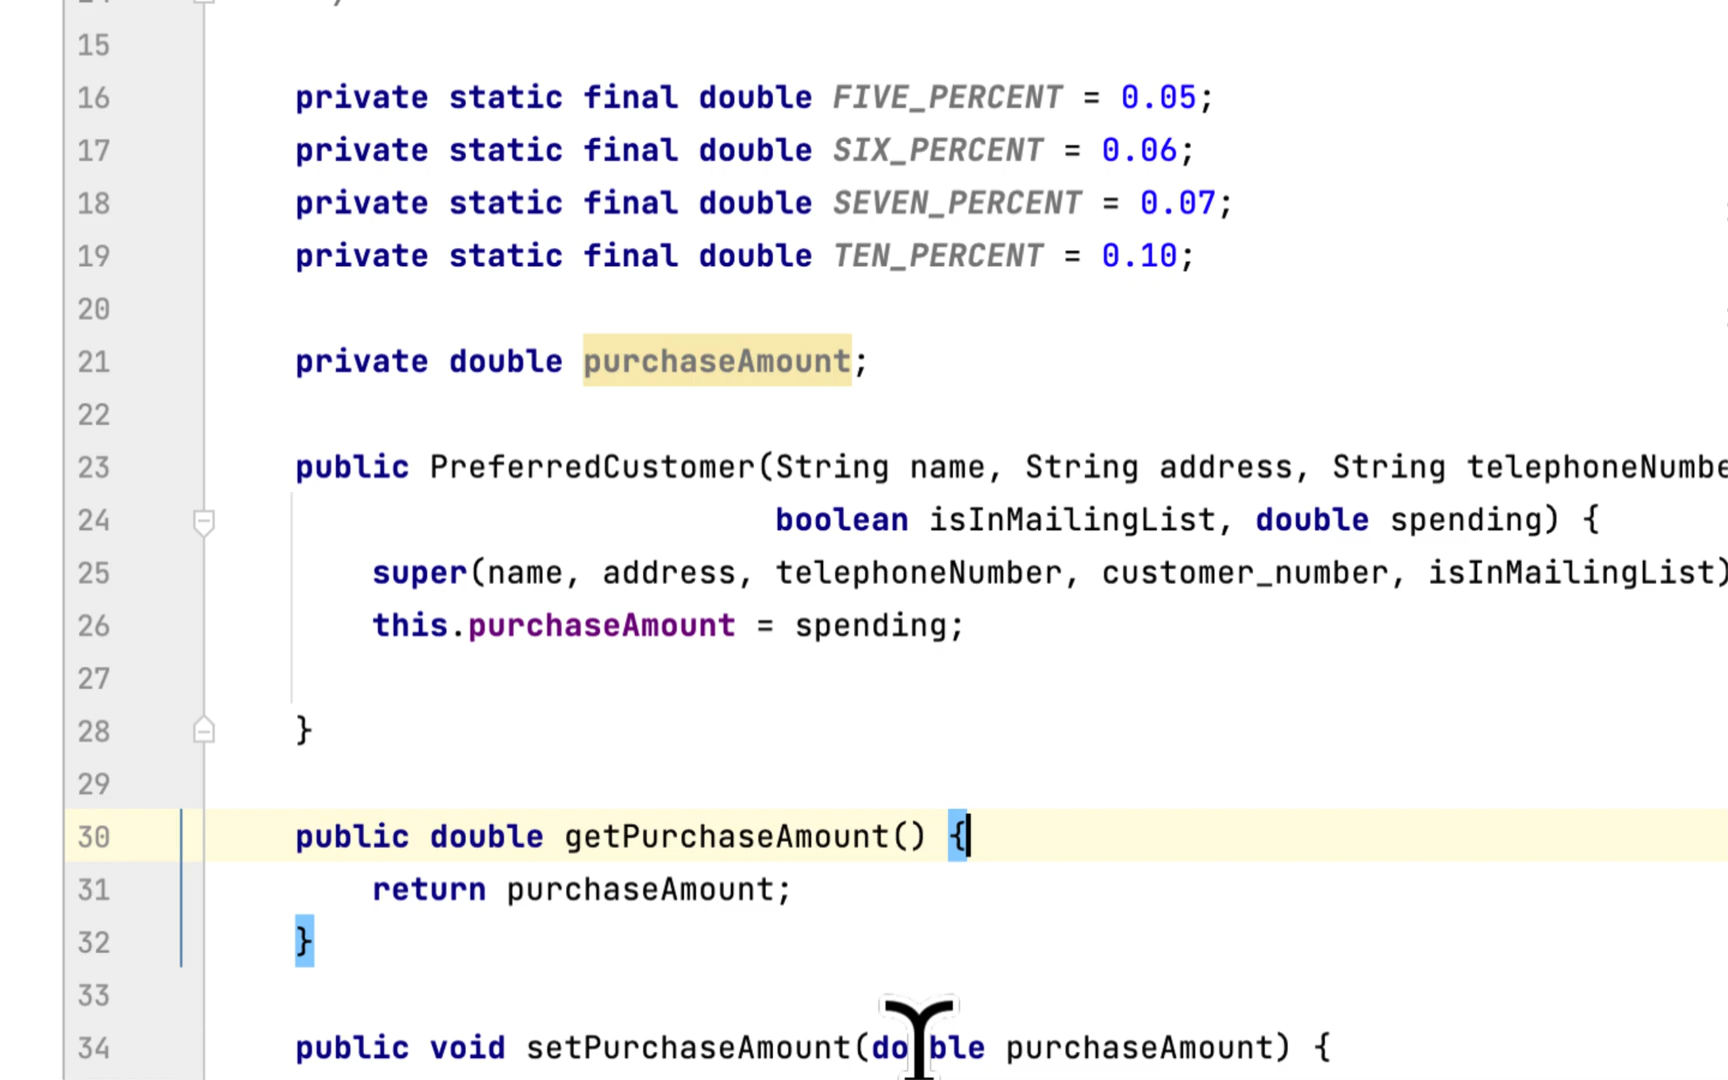 15
16 private static final double FIVE_PERCENT = 0.05;
17 private static final double SIX_PERCENT = 0.06;
18 private static final double SEVEN_PERCENT = 0.07;
19 private static final double TEN_PERCENT = 0.10;
20
21 private double purchaseAmount;
22
23 public PreferredCustomer(String name, String address, String telephoneNumbe
24 boolean isInMailingList, double spending) {
25 super(name, address, telephoneNumber, customer_number, isInMailingList)
26 this.purchaseAmount = spending;
27
28 }
29
30 public double getPurchaseAmount() {
31 return purchaseAmount;
32 }
33
34 public void setPurchaseAmount(double purchaseAmount) {